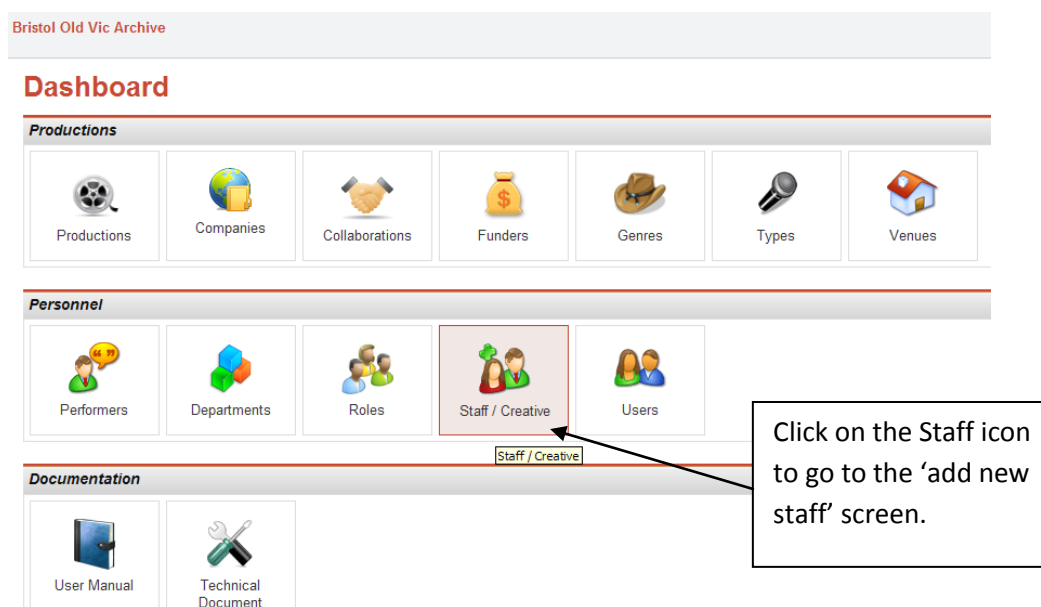 Bristol Old Vic Archive
Dashboard
Productions
Productions
Companies
Collaborations
Funders
Genres
Types
Venues
Personnel
“ ”
Performers
Departments
Roles
Staff / Creative
Users
Staff / Creative
Click on the Staff icon
to go to the ‘add new
staff’ screen.
Documentation
User Manual
Technical
Document